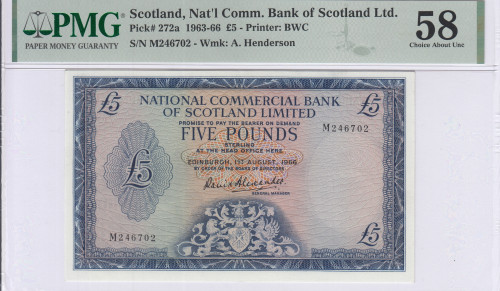 PMG
PAPER MONEY GUARANTY
Scotland, Nat'l Comm. Bank of Scotland Ltd.
Pick# 272a 1963-66 £5 - Printer: BWC
S/N M246702 - Wmk: A. Henderson
58
Choice About Unc
£5
£5
NATIONAL COMMERCIAL BANK
OF SCOTLAND LIMITED
PROMISE TO PAY THE BEARER ON DEMAND
FIVE POUNDS
M246702
STERLING
AT THE HEAD OFFICE HERE
EDINBURGH, 1ST AUGUST, 1966
BY ORDER OF THE BOARD OF DIRECTORS
£5
David Alexander
GENERAL MANAGER
M246702
£5